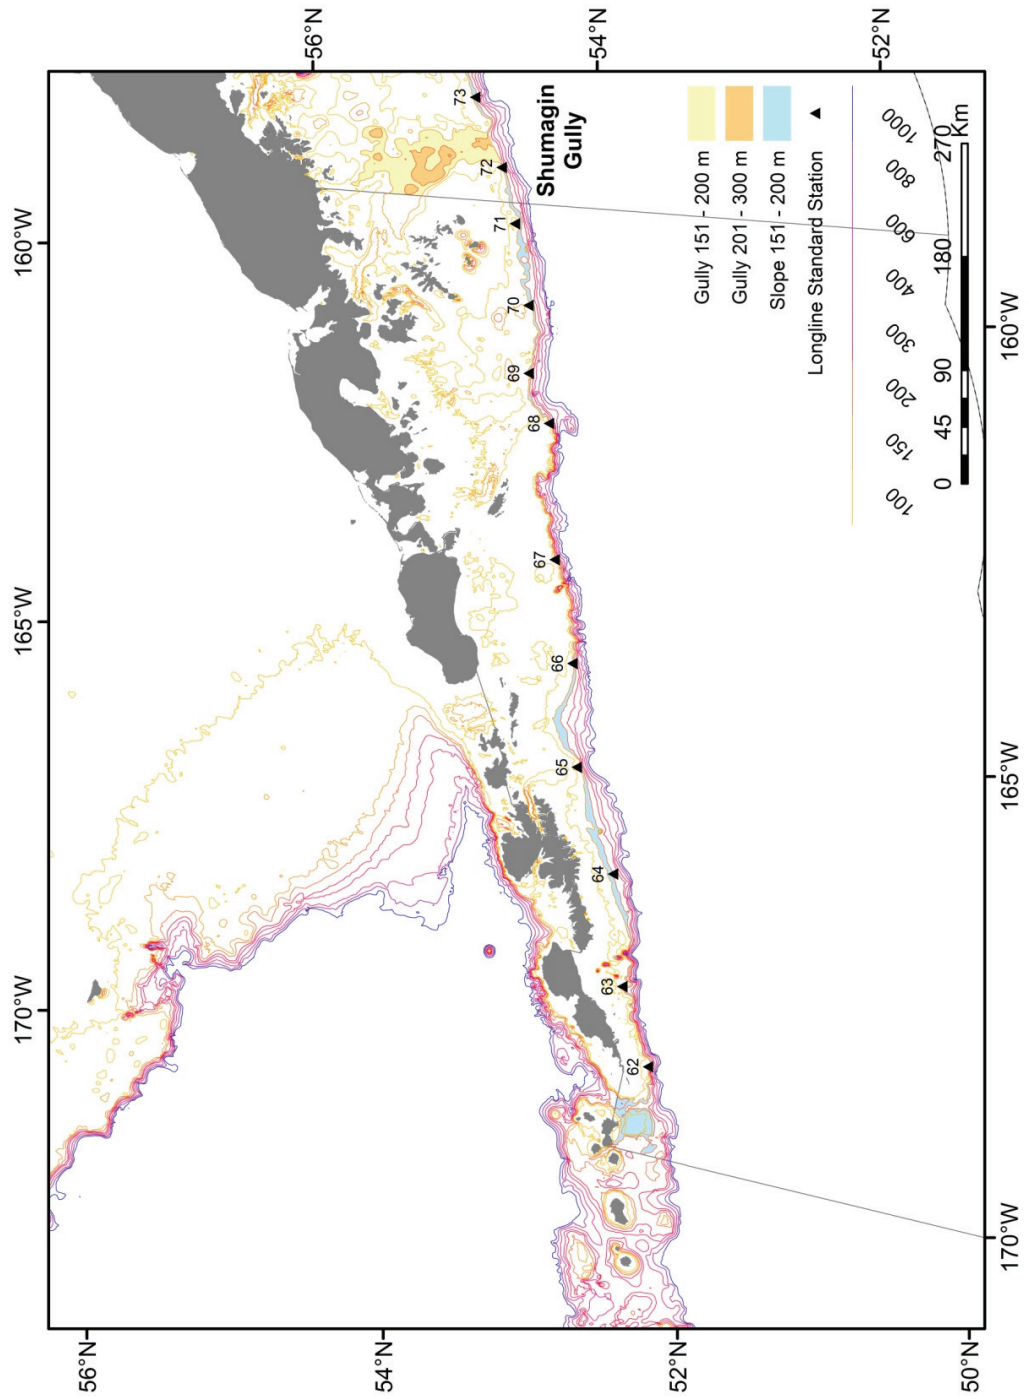 160°W
165°W
170°W
56°N
54°N
52°N
56°N
54°N
52°N
50°N
160°W
165°W
170°W
62
63
64
65
66
67
68
69
70
71
72
73
Shumagin
Gully
Gully 151 - 200 m
Gully 201 - 300 m
Slope 151 - 200 m
Longline Standard Station
100 150 200 300 400 600 800 1000
0 45 90 180 270
Km